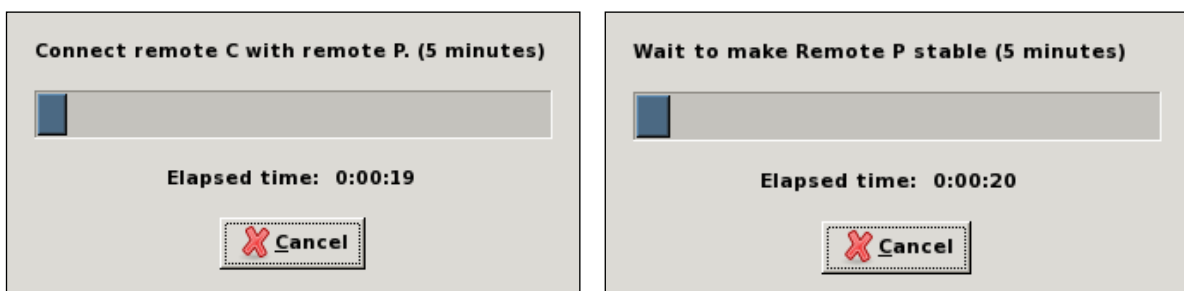 Connect remote C with remote P. (5 minutes)
Elapsed time: 0:00:19
Cancel
Wait to make Remote P stable (5 minutes)
Elapsed time: 0:00:20
Cancel